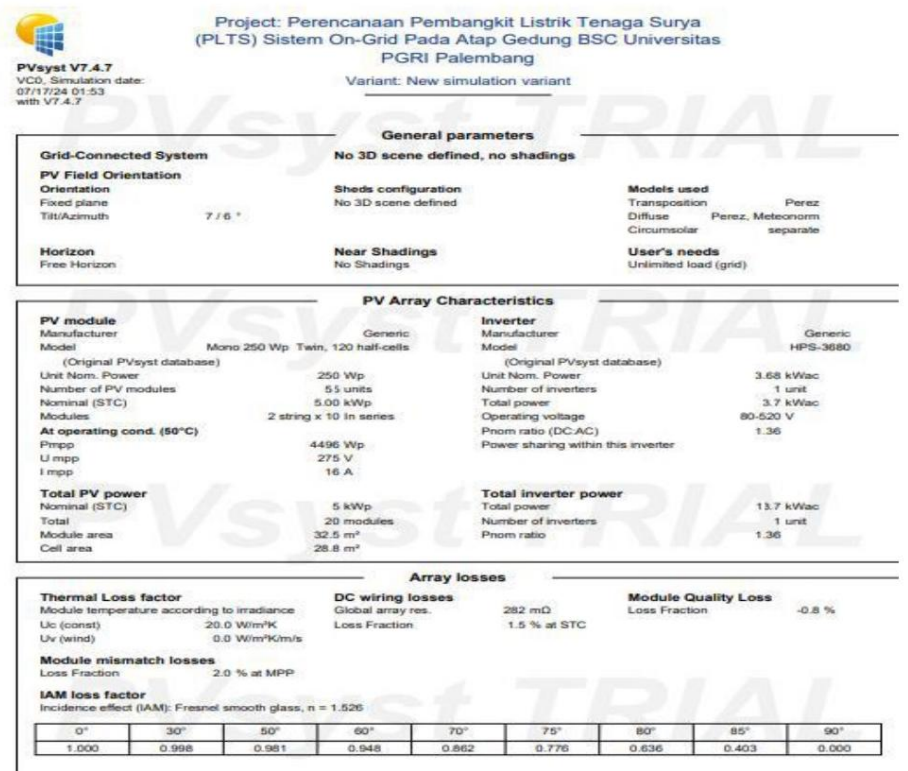 Project: Perencanaan Pembangkit Listrik Tenaga Surya
(PLTS) Sistem On-Grid Pada Atap Gedung BSC Universitas
PGRI Palembang
Variant: New simulation variant
PVsyst V7.4.7
VC0, Simulation date:
07/17/24 01:53
with V7.4.7
PVsyst TRIAL
General parameters
Grid-Connected System No 3D scene defined, no shadings
PV Field Orientation
Orientation Sheds configuration Models used
Fixed plane No 3D scene defined Transposition Perez
Tilt/Azimuth 7 / 6 ° Diffuse Perez, Meteonorm
Circumsolar separate
Horizon Near Shadings User's needs
Free Horizon No Shadings Unlimited load (grid)
PVsyst TRIAL
PV Array Characteristics
PV module Inverter
Manufacturer Generic Manufacturer Generic
Model Mono 250 Wp Twin, 120 half-cells Model HPS-3680
(Original PVsyst database) (Original PVsyst database)
Unit Nom. Power 250 Wp Unit Nom. Power 3.68 kWac
Number of PV modules 55 units Number of inverters 1 unit
Nominal (STC) 5.00 kWp Total power 3.7 kWac
Modules 2 string x 10 In series Operating voltage 80-520 V
At operating cond. (50°C) Pnom ratio (DC:AC) 1.36
Pmpp 4496 Wp Power sharing within this inverter
U mpp 275 V
I mpp 16 A
Total PV power Total inverter power
Nominal (STC) 5 kWp Total power 13.7 kWac
Total 20 modules Number of inverters 1 unit
Module area 32.5 m² Pnom ratio 1.36
Cell area 28.8 m²
PVsyst TRIAL
Array losses
Thermal Loss factor DC wiring losses Module Quality Loss
Module temperature according to irradiance Global array res. 282 mΩ Loss Fraction -0.8 %
Uc (const) 20.0 W/m²K Loss Fraction 1.5 % at STC
Uv (wind) 0.0 W/m²K/m/s
Module mismatch losses
Loss Fraction 2.0 % at MPP
IAM loss factor
Incidence effect (IAM): Fresnel smooth glass, n = 1.526
PVsyst TRIAL
0° 30° 50° 60° 70° 75° 80° 85° 90°
1.000 0.998 0.981 0.948 0.862 0.776 0.636 0.403 0.000